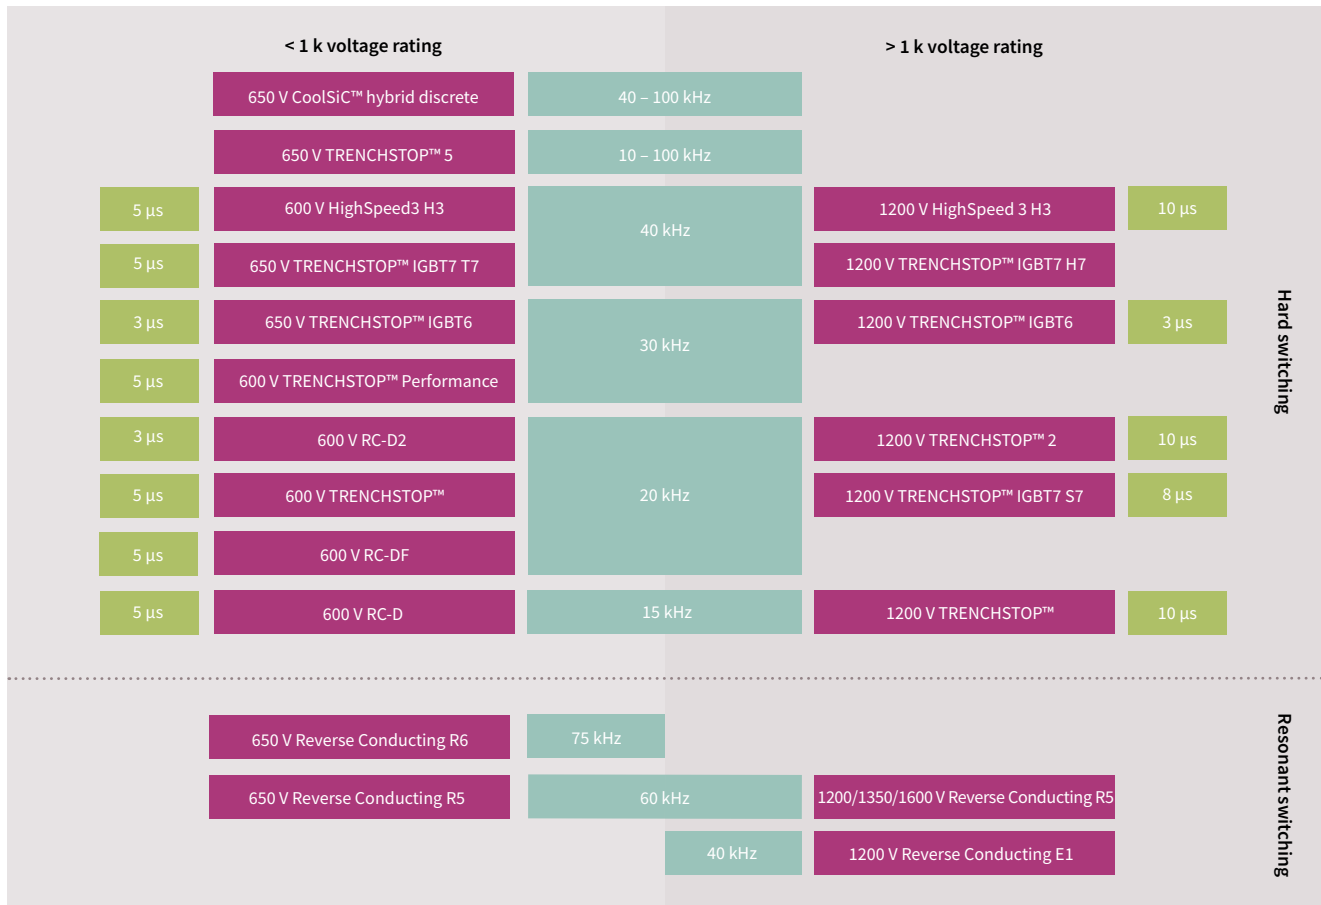 < 1 k voltage rating
> 1 k voltage rating
650 V CoolSiC™ hybrid discrete
40 – 100 kHz
650 V TRENCHSTOP™ 5
10 – 100 kHz
5 µs
600 V HighSpeed3 H3
40 kHz
1200 V HighSpeed 3 H3
10 µs
5 µs
650 V TRENCHSTOP™ IGBT7 T7
1200 V TRENCHSTOP™ IGBT7 H7
3 µs
650 V TRENCHSTOP™ IGBT6
30 kHz
1200 V TRENCHSTOP™ IGBT6
3 µs
5 µs
600 V TRENCHSTOP™ Performance
3 µs
600 V RC-D2
20 kHz
1200 V TRENCHSTOP™ 2
10 µs
5 µs
600 V TRENCHSTOP™
1200 V TRENCHSTOP™ IGBT7 S7
8 µs
5 µs
600 V RC-DF
5 µs
600 V RC-D
15 kHz
1200 V TRENCHSTOP™
10 µs
Hard switching
650 V Reverse Conducting R6
75 kHz
650 V Reverse Conducting R5
60 kHz
1200/1350/1600 V Reverse Conducting R5
40 kHz
1200 V Reverse Conducting E1
Resonant switching